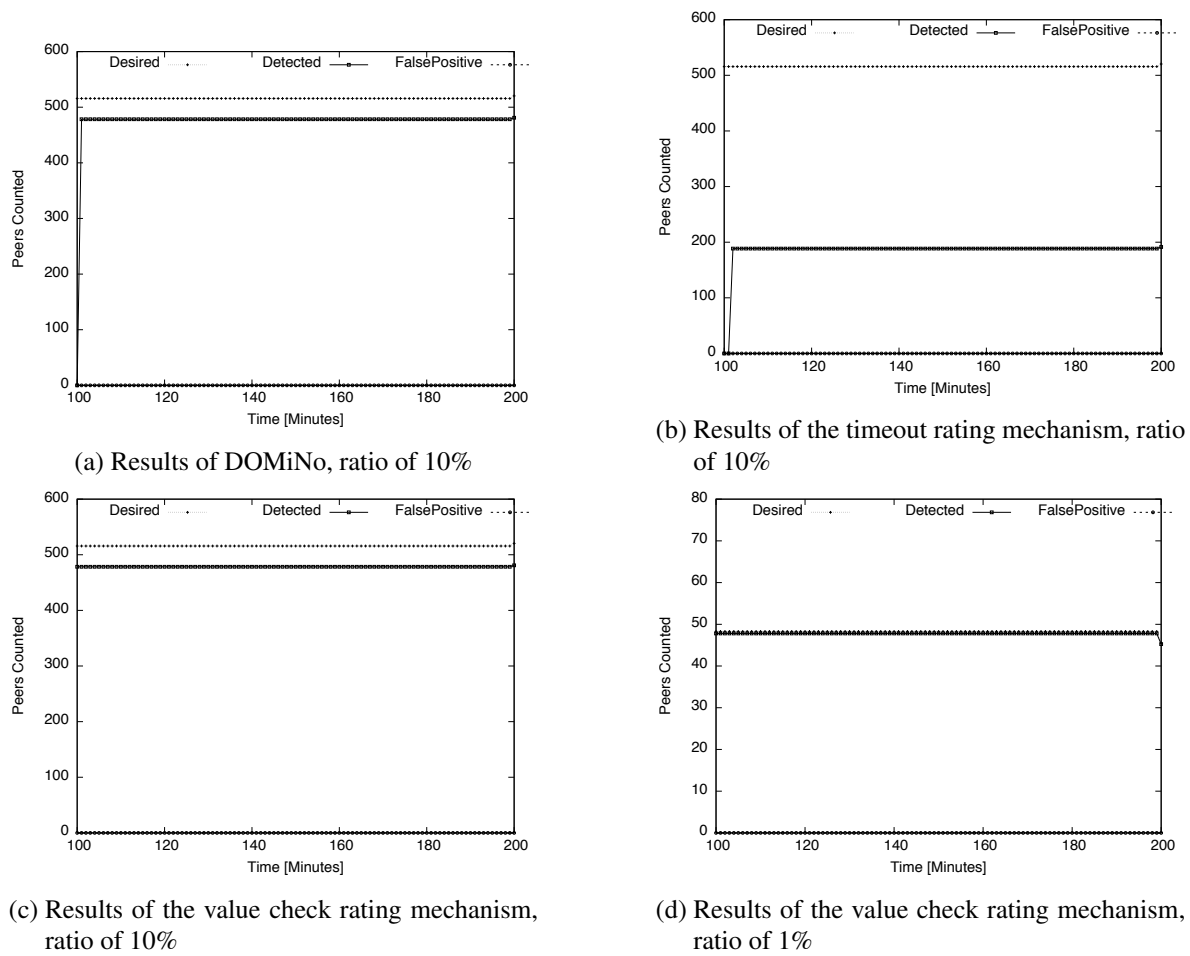 600
500
400
300
200
100
0
Peers Counted
Desired Detected FalsePositive
100 120 140 160 180 200
Time [Minutes]
(a) Results of DOMiNo, ratio of 10%
600
500
400
300
200
100
0
Peers Counted
Desired Detected FalsePositive
100 120 140 160 180 200
Time [Minutes]
(b) Results of the timeout rating mechanism, ratio
of 10%
600
500
400
300
200
100
0
Peers Counted
Desired Detected FalsePositive
100 120 140 160 180 200
Time [Minutes]
(c) Results of the value check rating mechanism,
ratio of 10%
80
70
60
50
40
30
20
10
0
Peers Counted
Desired Detected FalsePositive
100 120 140 160 180 200
Time [Minutes]
(d) Results of the value check rating mechanism,
ratio of 1%